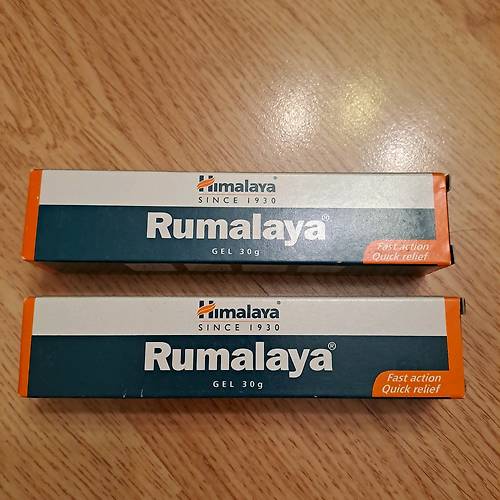 Himalaya
SINCE 1930
Rumalaya®
GEL 30g
Fast action
Quick relief
Himalaya
SINCE 1930
Rumalaya®
GEL 30g
Fast action
Quick relief